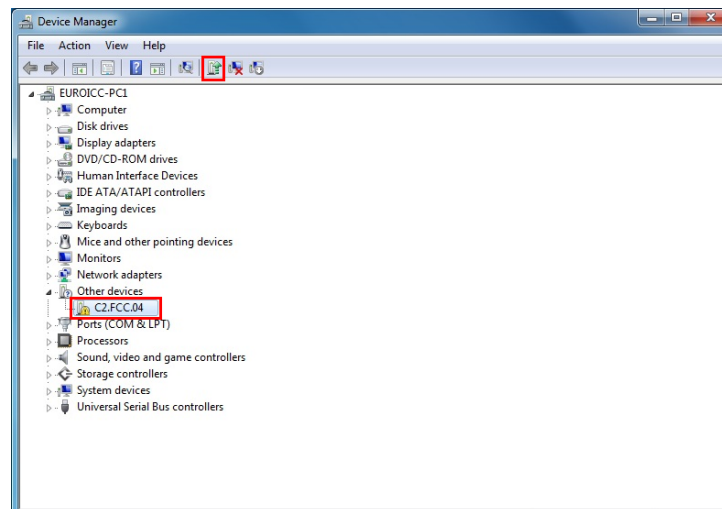 Device Manager
File Action View Help
EUROICC-PC1
Computer
Disk drives
Display adapters
DVD/CD-ROM drives
Human Interface Devices
IDE ATA/ATAPI controllers
Imaging devices
Keyboards
Mice and other pointing devices
Monitors
Network adapters
Other devices
C2.FCC.04
Ports (COM & LPT)
Processors
Sound, video and game controllers
Storage controllers
System devices
Universal Serial Bus controllers